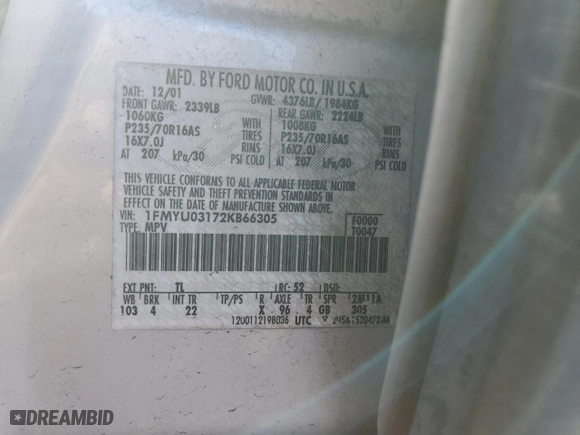 MFD. BY FORD MOTOR CO. IN U.S.A.
DATE: 12/01 GVWR: 4376LB/ 1984KG
FRONT GAWR: 2339LB REAR GAWR: 2224LB
1060KG WITH 1008KG WITH
P235/70R16AS TIRES P235/70R16AS TIRES
16X7.0J RINS 16X7.0J RINS
AT 207 kPa/30 PSI COLD AT 207 kPa/30 PSI COLD
THIS VEHICLE CONFORMS TO ALL APPLICABLE FEDERAL MOTOR
VEHICLE SAFETY AND THEFT PREVENTION STANDARDS IN
EFFECT ON THE DATE OF MANUFACTURE SHOWN ABOVE.
VIN: 1FMYU03172KB66305 F0000
TYPE: MPV T0047
EXT PNT: TL RC: 52 DSO:
WB BRK INT TR TP/PS R AXLE TR SPR
103 4 22 X 96 4 GB 305
1200112198036 UTC
DREAMBID